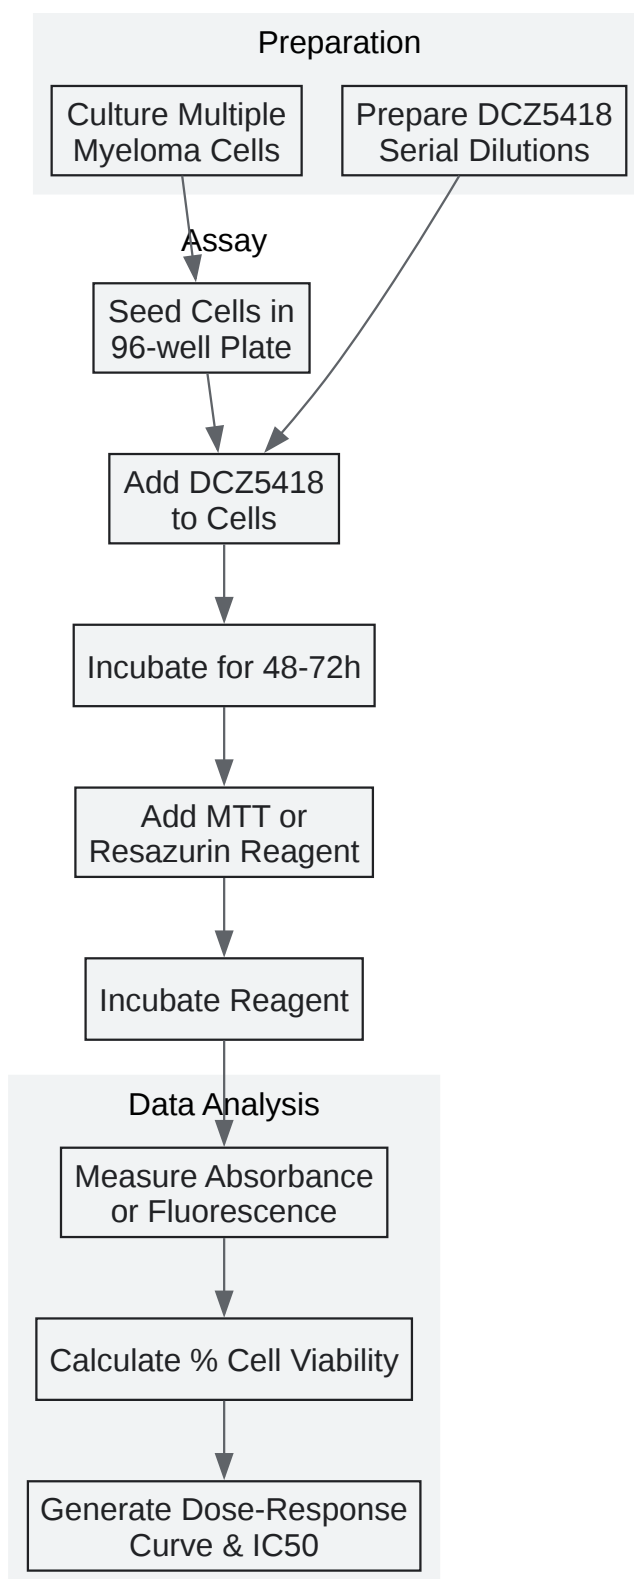 Preparation
Culture Multiple
Myeloma Cells
Prepare DCZ5418
Serial Dilutions
Assay
Seed Cells in
96-well Plate
Add DCZ5418
to Cells
Incubate for 48-72h
Add MTT or
Resazurin Reagent
Incubate Reagent
Data Analysis
Measure Absorbance
or Fluorescence
Calculate % Cell Viability
Generate Dose-Response
Curve & IC50